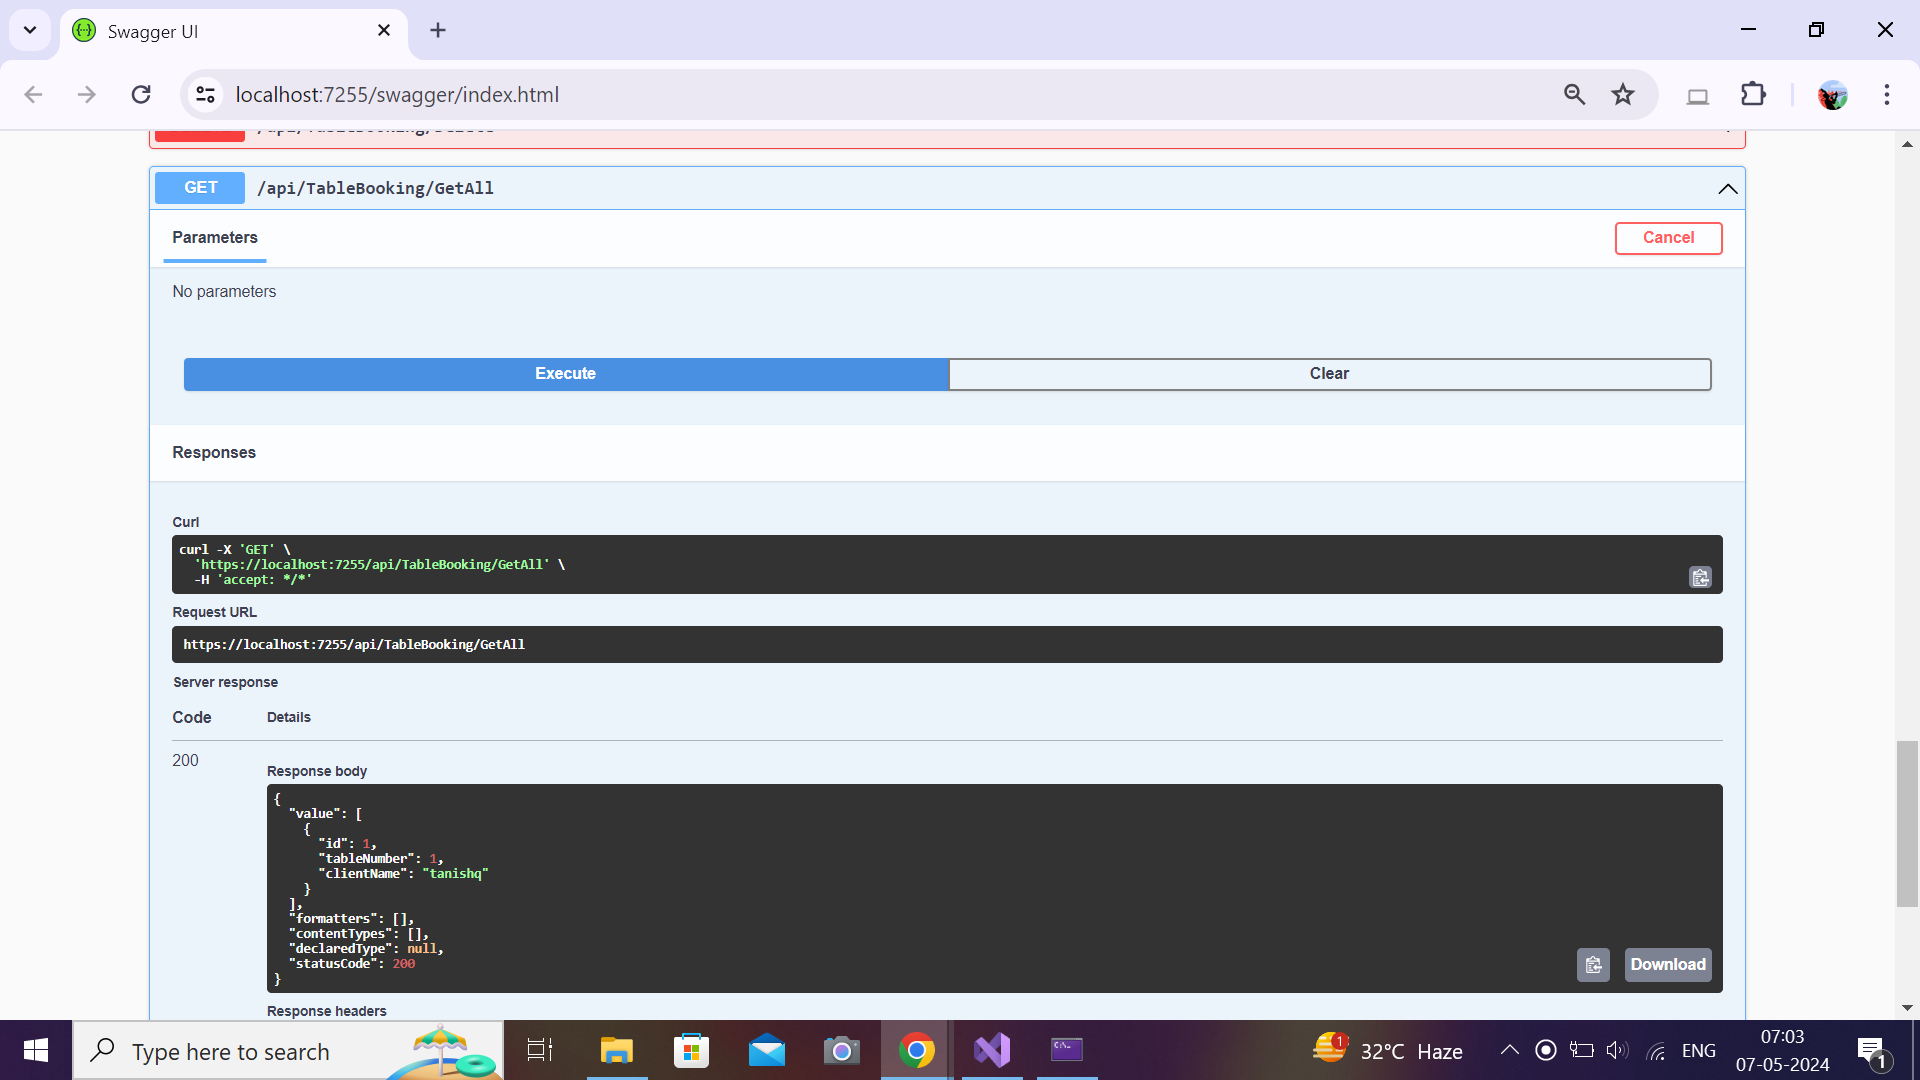 Swagger UI
localhost:7255/swagger/index.html
GET /api/TableBooking/GetAll
Parameters
Cancel
No parameters
Execute
Clear
Responses
Curl
curl -X 'GET' \
'https://localhost:7255/api/TableBooking/GetAll' \
-H 'accept: */*'
Request URL
https://localhost:7255/api/TableBooking/GetAll
Server response
Code Details
200
Response body
{
"value": [
{
"id": 1,
"tableNumber": 1,
"clientName": "tanishq"
}
],
"formatters": [],
"contentTypes": [],
"declaredType": null,
"statusCode": 200
}
Download
Response headers
Type here to search
1
32°C Haze
ENG
07:03
07-05-2024
1